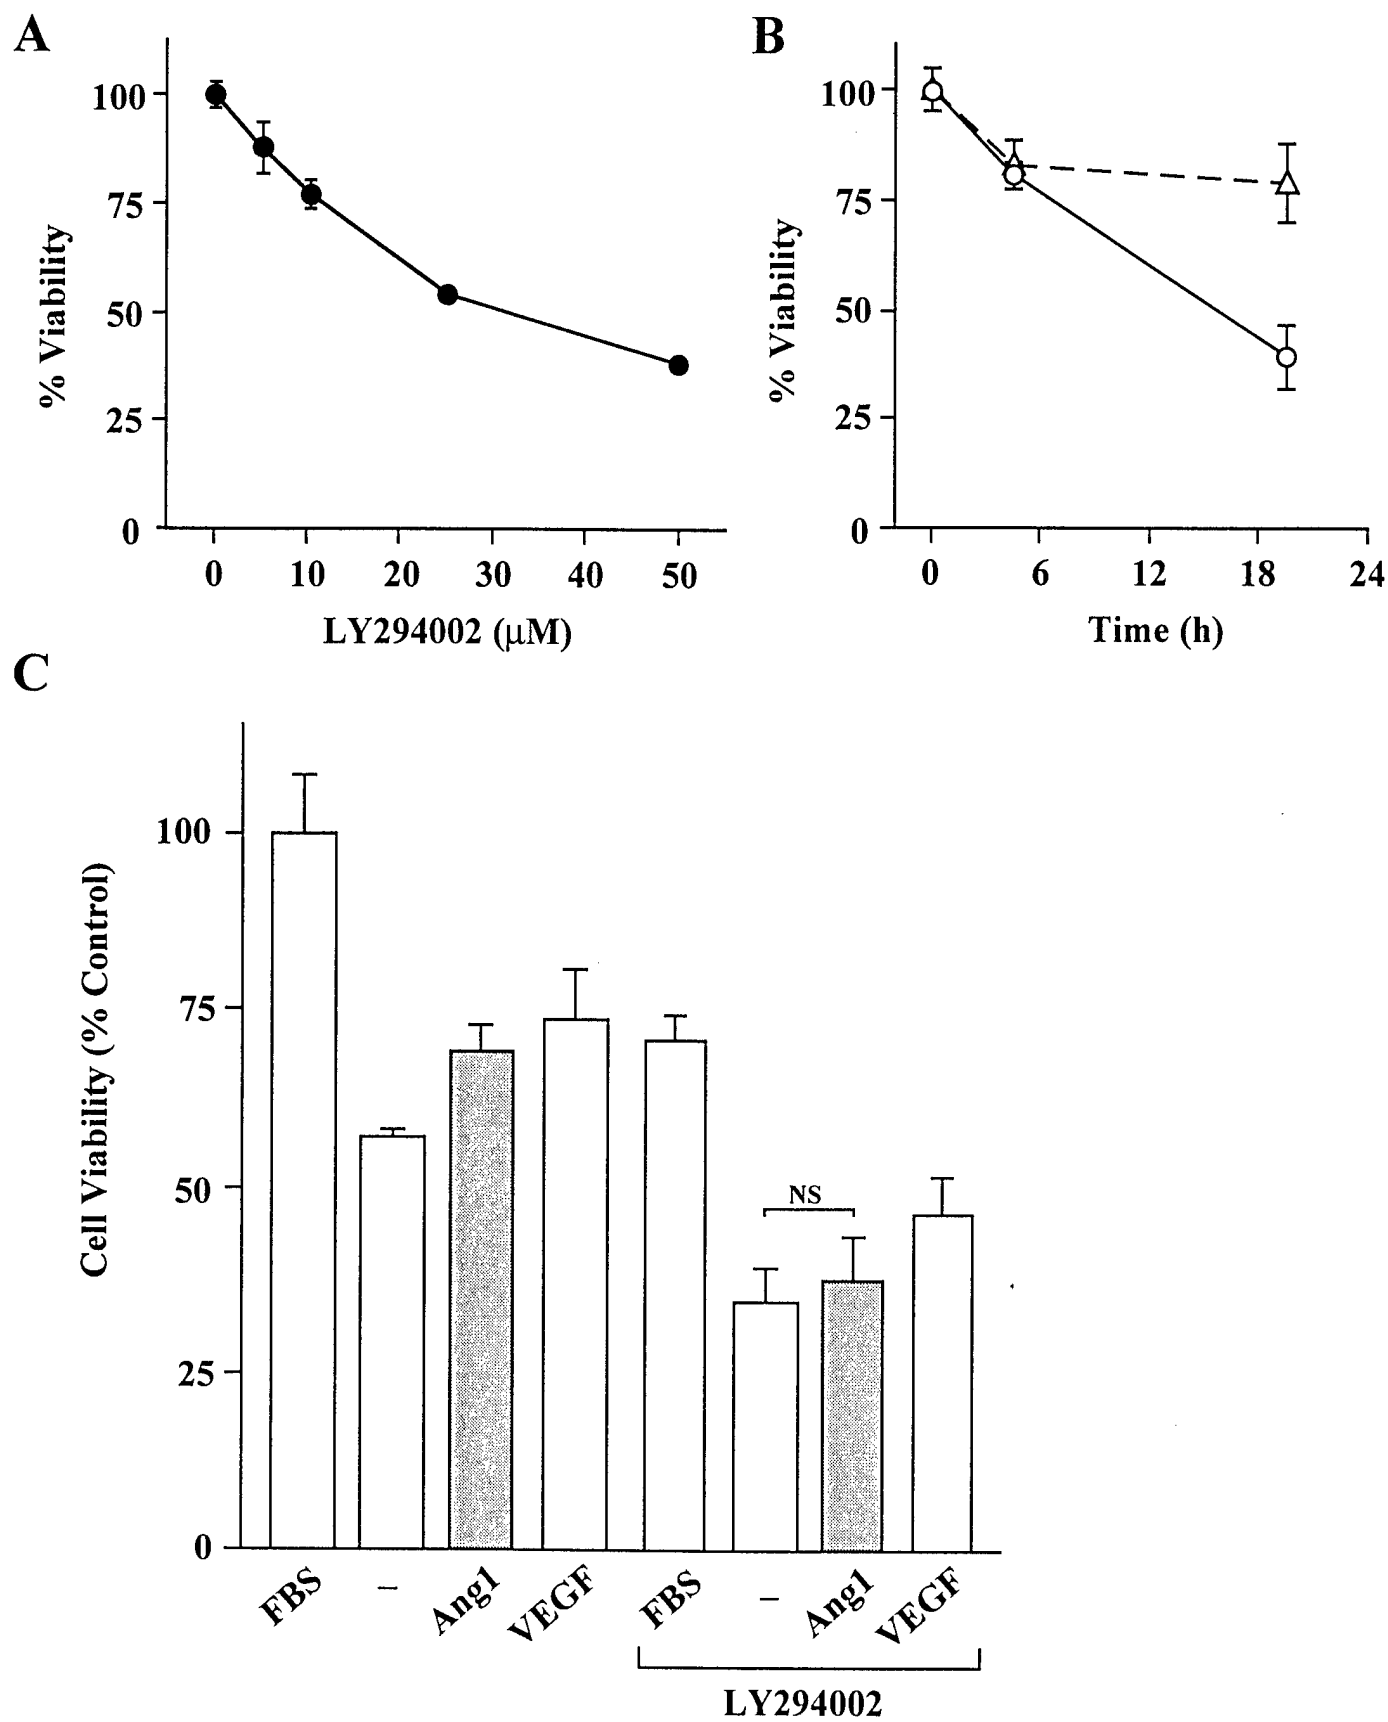 A
100
75
50
25
0
% Viability
0 10 20 30 40 50
LY294002 (µM)
B
100
75
50
25
0
% Viability
0 6 12 18 24
Time (h)
C
100
75
50
25
0
Cell Viability (% Control)
NS
FBS – Ang1 VEGF FBS – Ang1 VEGF
LY294002